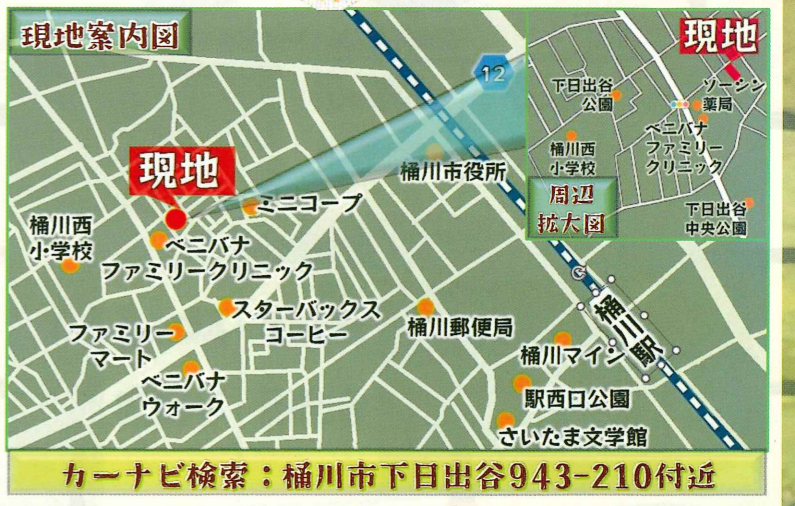 現地案内図
12
桶川市役所
現地
ミニコープ
桶川西
小学校
ベニバナ
ファミリークリニック
スターバックス
コーヒー
桶川郵便局
ファミリー
マート
ベニバナ
ウォーク
桶川駅
桶川マイン
駅西口公園
さいたま文学館
現地
下日出谷
公園
ソーシン
薬局
ベニバナ
ファミリー
クリニック
桶川西
小学校
下日出谷
中央公園
周辺
拡大図
カーナビ検索：桶川市下日出谷943-210付近